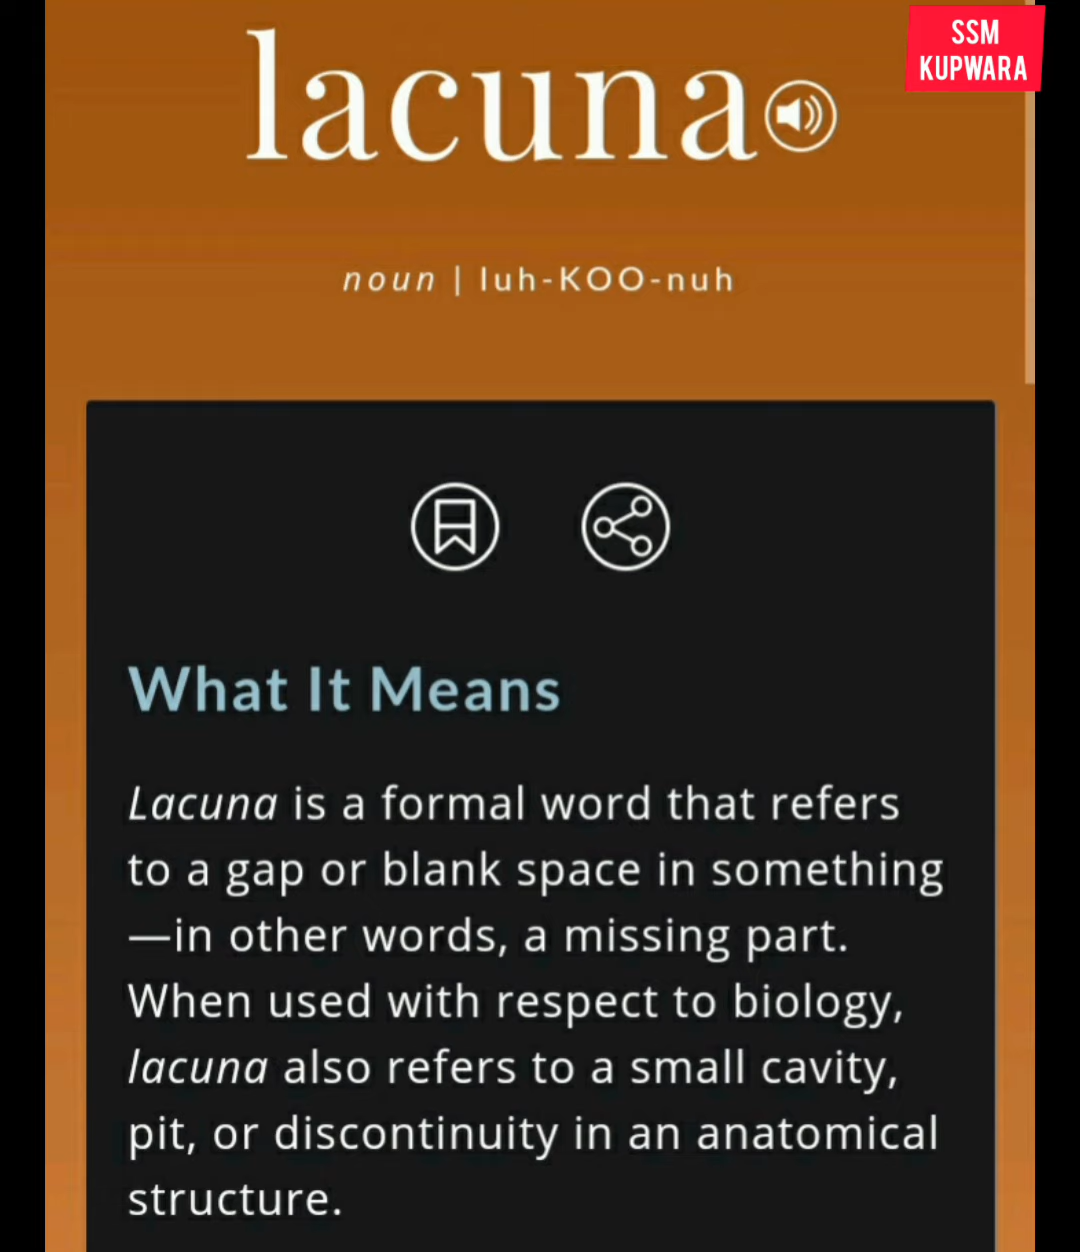 SSM
KUPWARA
lacuna
noun | luh-KOO-nuh
What It Means
Lacuna is a formal word that refers
to a gap or blank space in something
—in other words, a missing part.
When used with respect to biology,
lacuna also refers to a small cavity,
pit, or discontinuity in an anatomical
structure.